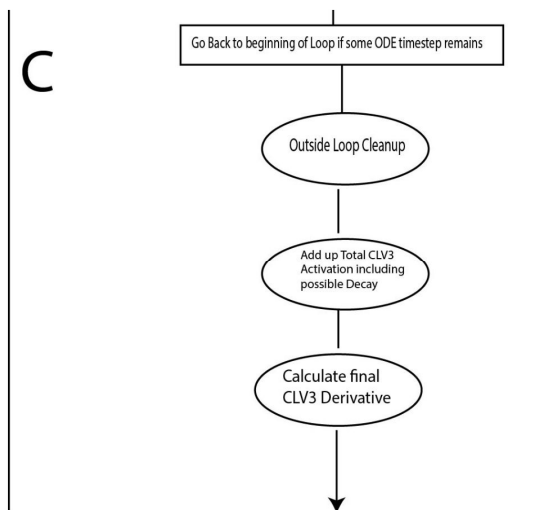 C
Go Back to beginning of Loop if some ODE timestep remains
Outside Loop Cleanup
Add up Total CLV3
Activation including
possible Decay
Calculate final
CLV3 Derivative